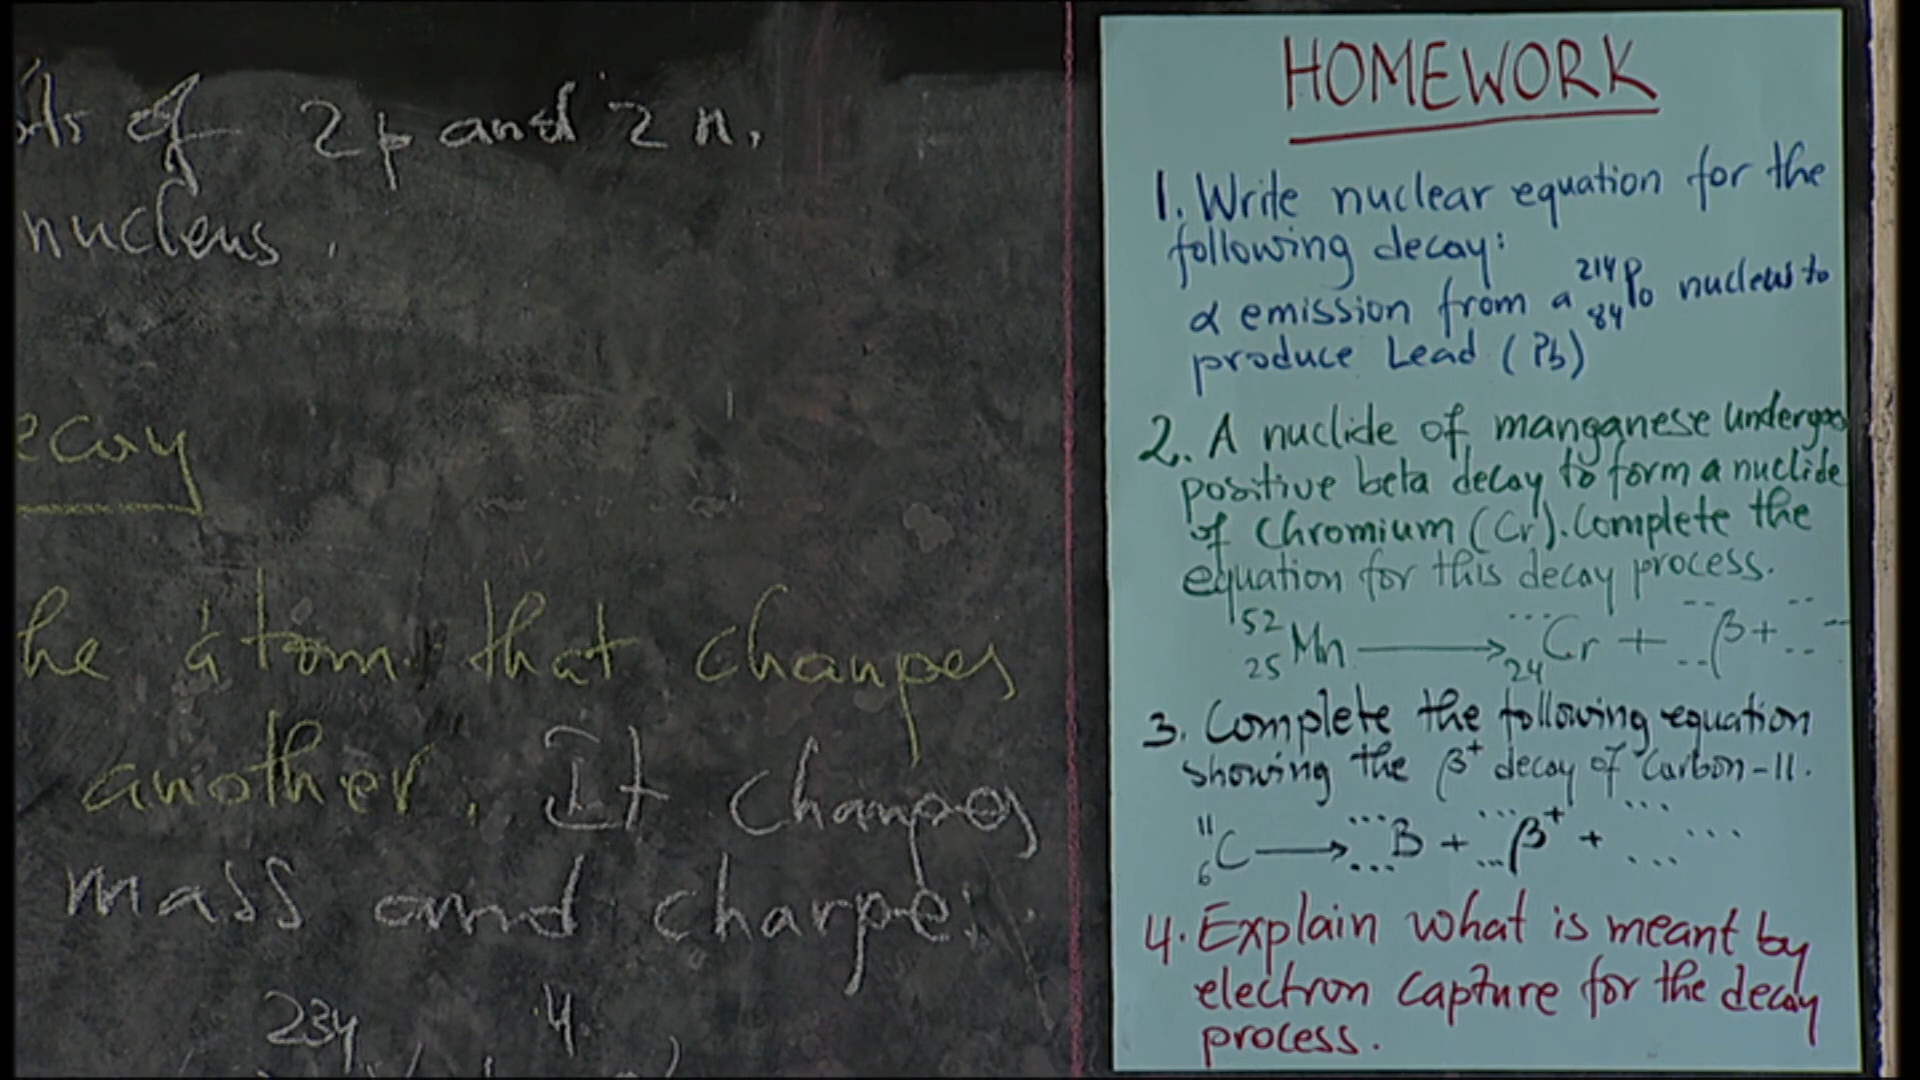 of 2p and 2n.
nucleus.
ecay
he atom that changes
another. It changes
mass and charge.
234 4
HOMEWORK
1. Write nuclear equation for the
following decay:
α emission from a ²¹⁴₈₄Po nucleus to
produce Lead (Pb)
2. A nuclide of manganese undergoes
positive beta decay to form a nuclide
of Chromium (Cr). Complete the
equation for this decay process.
⁵²₂₅Mn → ···₂₄Cr + ...β+ ...
3. Complete the following equation
showing the β⁺ decay of Carbon-11.
¹¹₆C → ...B + ...β⁺ + ... ...
4. Explain what is meant by
electron capture for the decay
process.